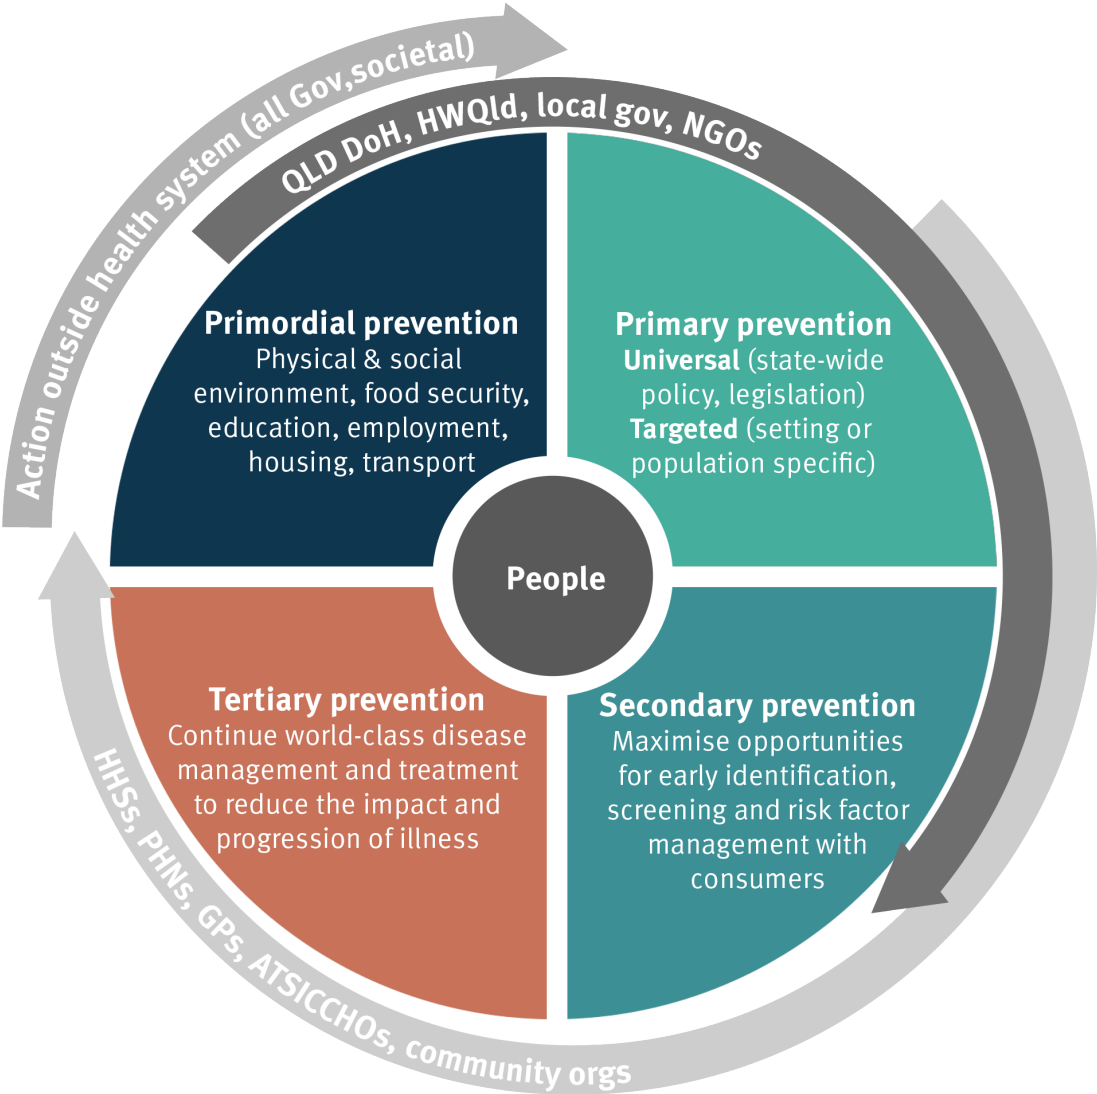 Action outside health system (all Gov,societal)
QLD DoH, HWQld, local gov, NGOs
Primordial prevention
Physical & social
environment, food security,
education, employment,
housing, transport
Primary prevention
Universal (state-wide
policy, legislation)
Targeted (setting or
population specific)
People
Tertiary prevention
Continue world-class disease
management and treatment
to reduce the impact and
progression of illness
Secondary prevention
Maximise opportunities
for early identification,
screening and risk factor
management with
consumers
HHSs, PHNs, GPs, ATSICCHOs, community orgs